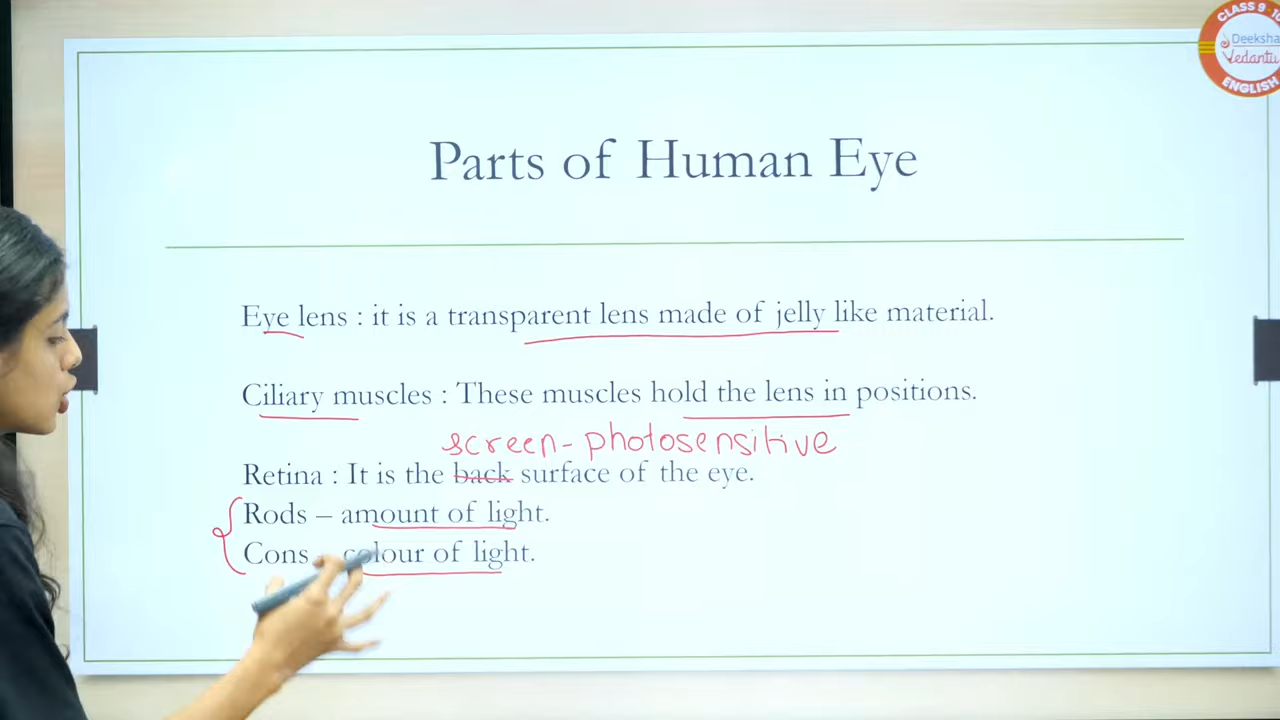 CLASS 9-10
Deeksha
Vedantu
ENGLISH
Parts of Human Eye
Eye lens : it is a transparent lens made of jelly like material.
Ciliary muscles : These muscles hold the lens in positions.
screen - photosensitive
Retina : It is the back surface of the eye.
Rods – amount of light.
Cons – colour of light.